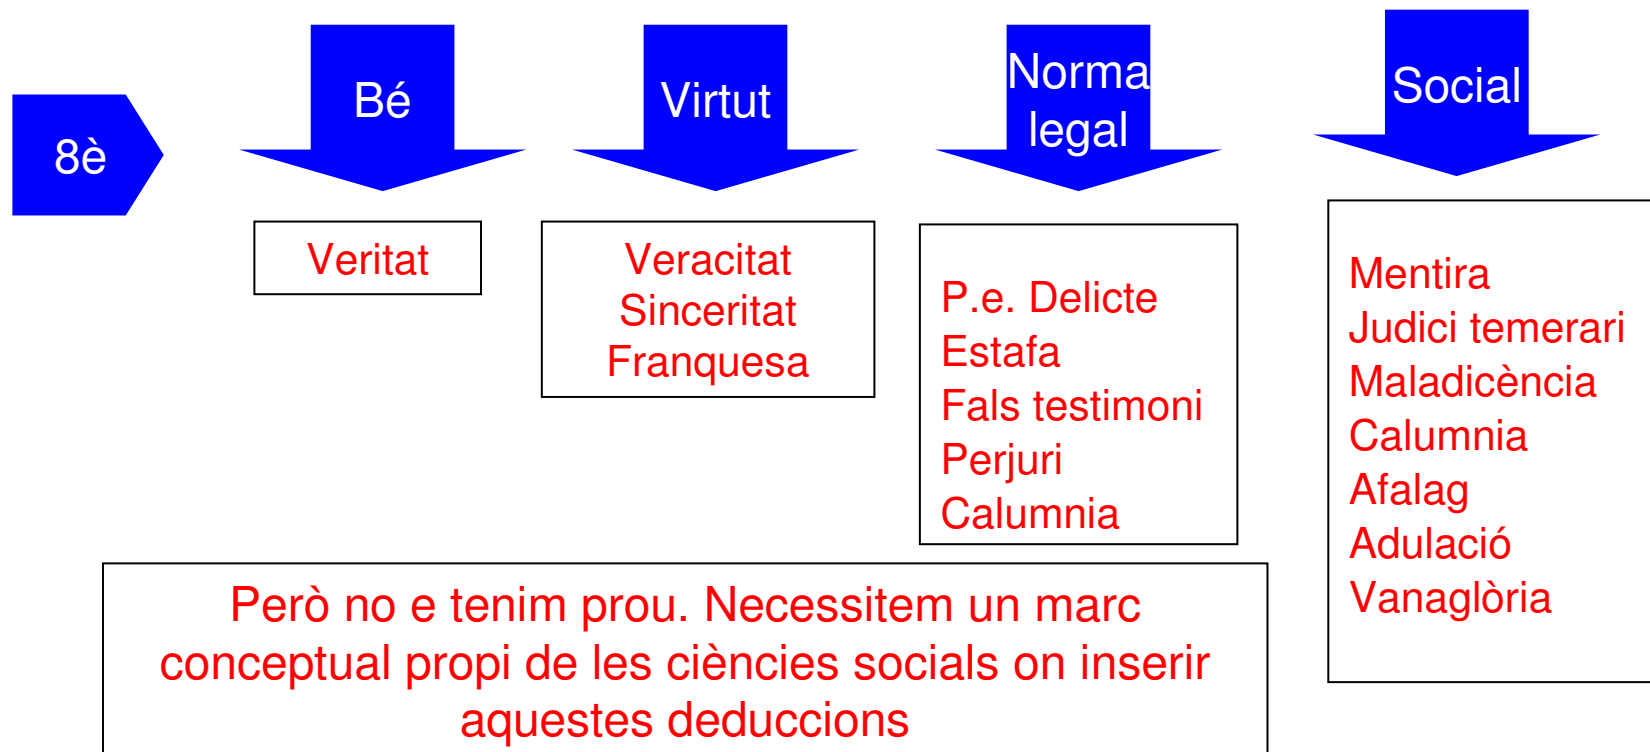 8è
Bé
Virtut
Norma
legal
Social
Veritat
Veracitat
Sinceritat
Franquesa
P.e. Delicte
Estafa
Fals testimoni
Perjuri
Calumnia
Mentira
Judici temerari
Maladicència
Calumnia
Afalag
Adulació
Vanaglòria
Però no e tenim prou. Necessitem un marc
conceptual propi de les ciències socials on inserir
aquestes deduccions